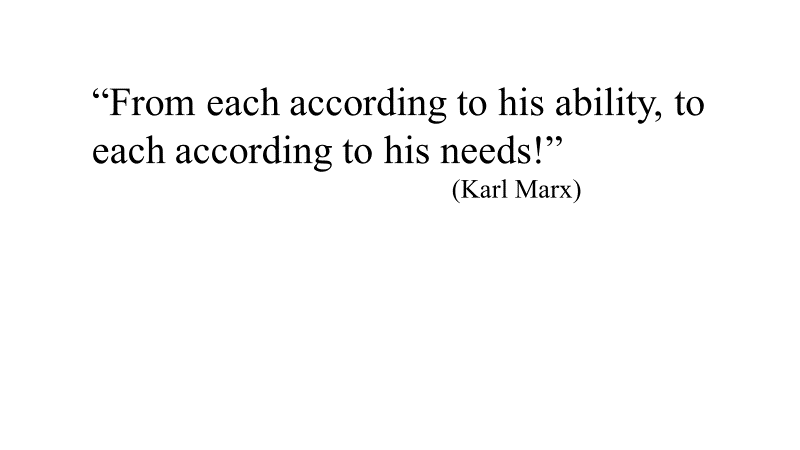 “From each according to his ability, to
each according to his needs!”
(Karl Marx)